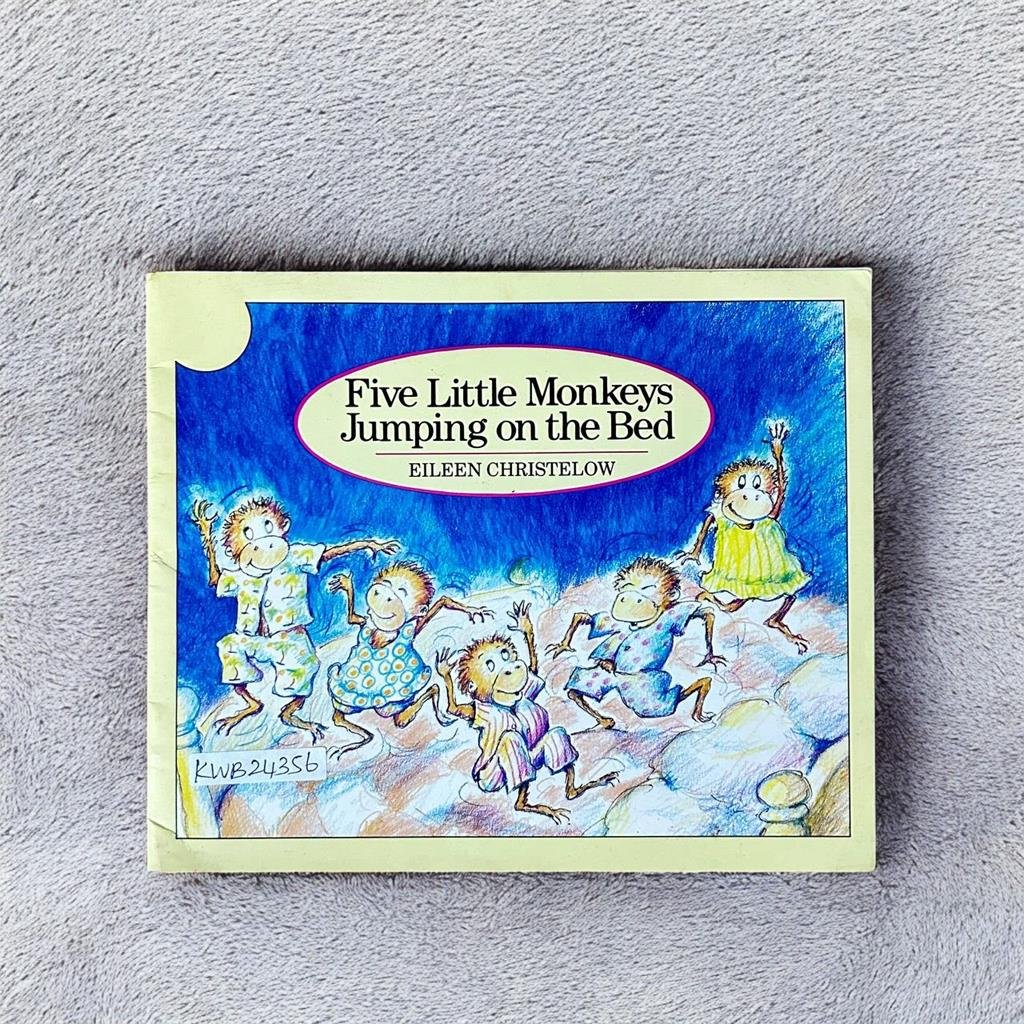 Five Little Monkeys
Jumping on the Bed
EILEEN CHRISTELOW
KWB24356